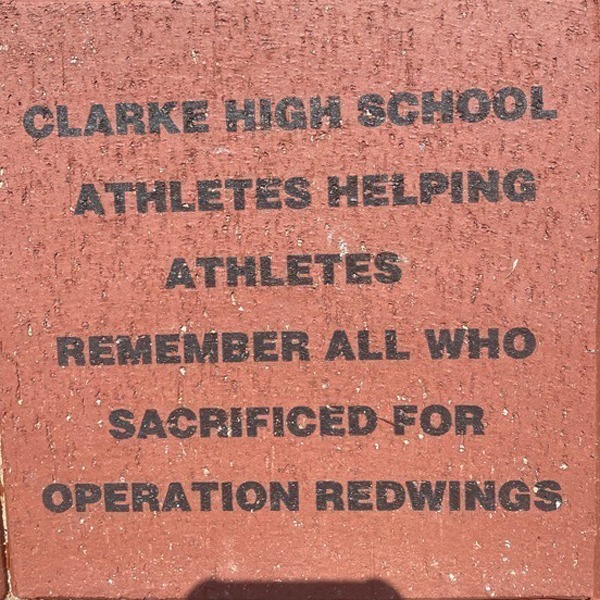 CLARKE HIGH SCHOOL
ATHLETES HELPING
ATHLETES
REMEMBER ALL WHO
SACRIFICED FOR
OPERATION REDWINGS